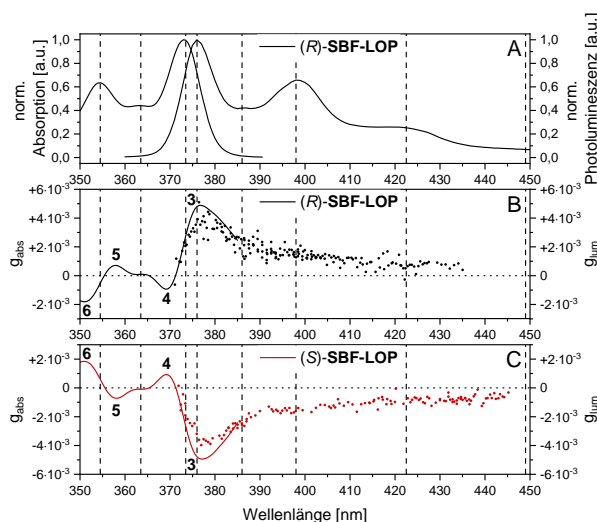 norm.
Absorption [a.u.]
1,0
0,8
0,6
0,4
0,2
0,0
(R)-SBF-LOP
A
1,0
0,8
0,6
0,4
0,2
0,0
norm.
Photolumineszenz [a.u.]
350 360 370 380 390 400 410 420 430 440 450
g_abs
+6·10⁻³
+4·10⁻³
+2·10⁻³
0
-2·10⁻³
3
5
4
6
(R)-SBF-LOP
B
+6·10⁻³
+4·10⁻³
+2·10⁻³
0
-2·10⁻³
g_lum
350 360 370 380 390 400 410 420 430 440 450
g_abs
+2·10⁻³
0
-2·10⁻³
-4·10⁻³
-6·10⁻³
6
4
5
3
(S)-SBF-LOP
C
+2·10⁻³
0
-2·10⁻³
-4·10⁻³
-6·10⁻³
g_lum
350 360 370 380 390 400 410 420 430 440 450
Wellenlänge [nm]